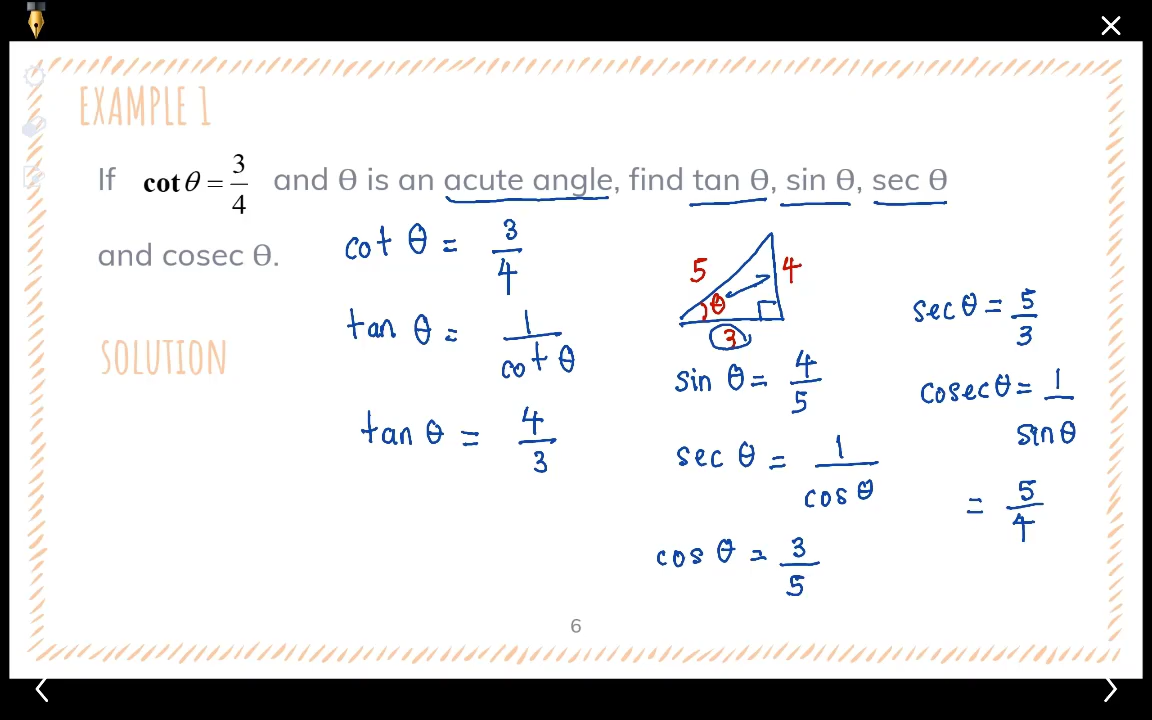 EXAMPLE 1
If cot θ = 3/4 and θ is an acute angle, find tan θ, sin θ, sec θ
and cosec θ.
SOLUTION
cot θ = 3/4
tan θ = 1/cot θ
tan θ = 4/3
5
4
θ
3
sin θ = 4/5
sec θ = 1/cos θ
cos θ = 3/5
sec θ = 5/3
cosec θ = 1/sin θ
= 5/4
6